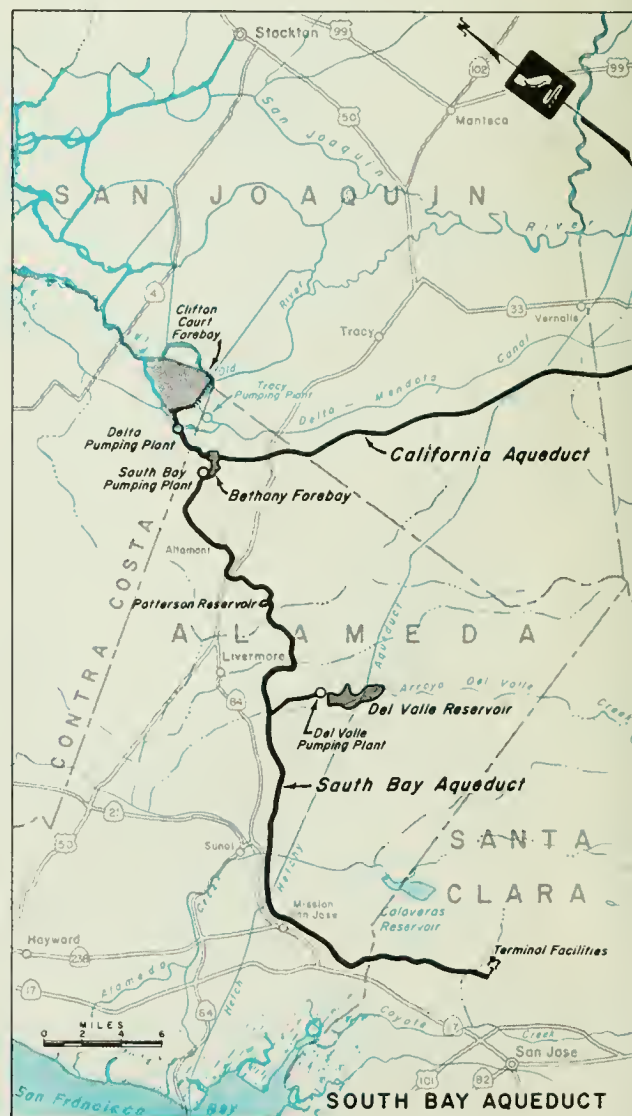 Stockton
99
102
99
N
50
Manteca
San Joaquin
River
SAN JOAQUIN
4
Clifton
Court
Forebay
Old
River
Tracy
33
Vernalis
Tracy
Pumping Plant
Delta - Mendota Canal
Delta
Pumping Plant
South Bay
Pumping Plant
California Aqueduct
Bethany Forebay
CONTRA COSTA
Altamont
Patterson Reservoir
ALAMEDA
Livermore
84
Aqueduct
Arroyo Del Valle
Creek
Del Valle Reservoir
Del Valle
Pumping Plant
South Bay Aqueduct
21
50
Sunol
Hetchy
SANTA
CLARA
Calaveras
Reservoir
Creek
Mission
San Jose
Hayward
238
Terminal Facilities
17
Alameda
Hetch
MILES
0 2 4 6
Coyote
17
Creek
San Jose
101
82
San Francisco Bay
SOUTH BAY AQUEDUCT